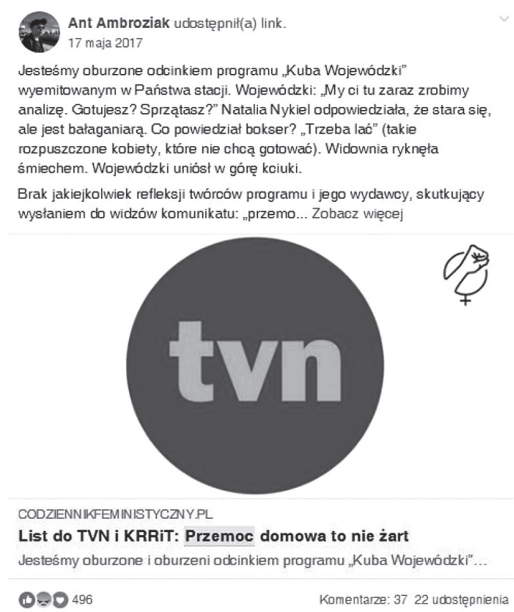 Ant Ambroziak udostępnił(a) link.
17 maja 2017
Jesteśmy oburzone odcinkiem programu „Kuba Wojewódzki”
wyemitowanym w Państwa stacji. Wojewódzki: „My ci tu zaraz zrobimy
analizę. Gotujesz? Sprzątasz?” Natalia Nykiel odpowiedziała, że stara się,
ale jest bałaganiarą. Co powiedział bokser? „Trzeba lać” (takie
rozpuszczone kobiety, które nie chcą gotować). Widownia ryknęła
śmiechem. Wojewódzki uniósł w górę kciuki.
Brak jakiejkolwiek refleksji twórców programu i jego wydawcy, skutkujący
wysłaniem do widzów komunikatu: „przemo... Zobacz więcej
tvn
CODZIENNIKFEMINISTYCZNY.PL
List do TVN i KRRiT: Przemoc domowa to nie żart
Jesteśmy oburzone i oburzeni odcinkiem programu „Kuba Wojewódzki”...
496
Komentarze: 37 22 udostępnienia